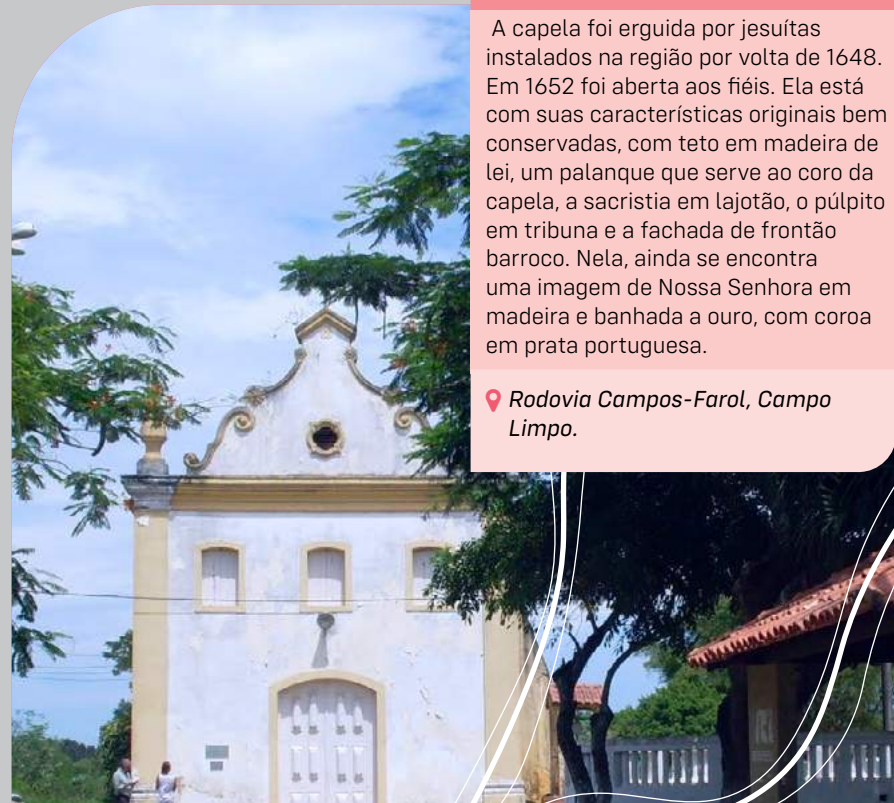 A capela foi erguida por jesuítas
instalados na região por volta de 1648.
Em 1652 foi aberta aos fiéis. Ela está
com suas características originais bem
conservadas, com teto em madeira de
lei, um palanque que serve ao coro da
capela, a sacristia em lajotão, o púlpito
em tribuna e a fachada de frontão
barroco. Nela, ainda se encontra
uma imagem de Nossa Senhora em
madeira e banhada a ouro, com coroa
em prata portuguesa.
Rodovia Campos-Farol, Campo
Limpo.